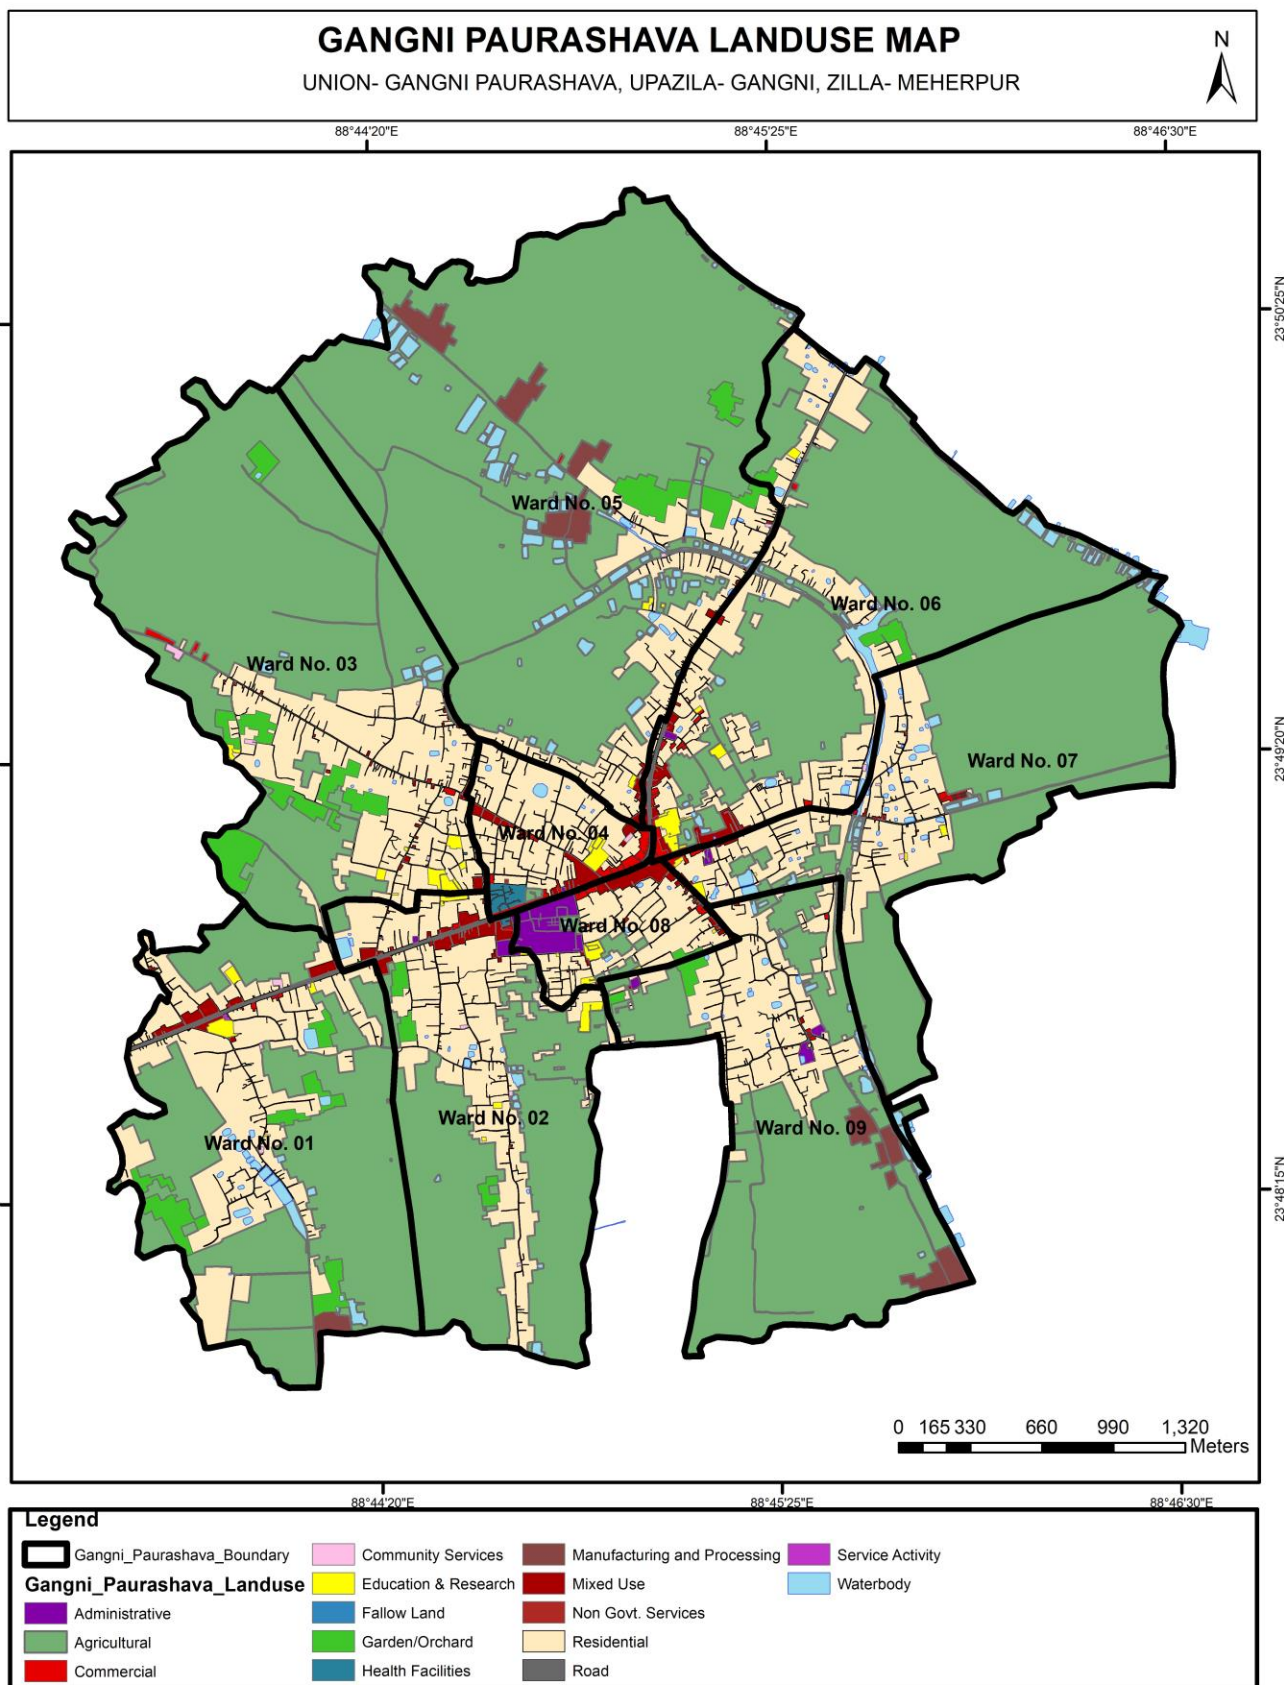 GANGNI PAURASHAVA LANDUSE MAP
UNION- GANGNI PAURASHAVA, UPAZILA- GANGNI, ZILLA- MEHERPUR
N
88°44'20"E 88°45'25"E 88°46'30"E
23°50'25"N
Ward No. 05
Ward No. 06
Ward No. 03
23°49'20"N
Ward No. 07
Ward No. 04
Ward No. 08
Ward No. 02
Ward No. 09
Ward No. 01
23°48'15"N
0 165 330 660 990 1,320
Meters
88°44'20"E 88°45'25"E 88°46'30"E
Legend
Gangni_Paurashava_Boundary
Gangni_Paurashava_Landuse
Administrative
Agricultural
Commercial
Community Services
Education & Research
Fallow Land
Garden/Orchard
Health Facilities
Manufacturing and Processing
Mixed Use
Non Govt. Services
Residential
Road
Service Activity
Waterbody